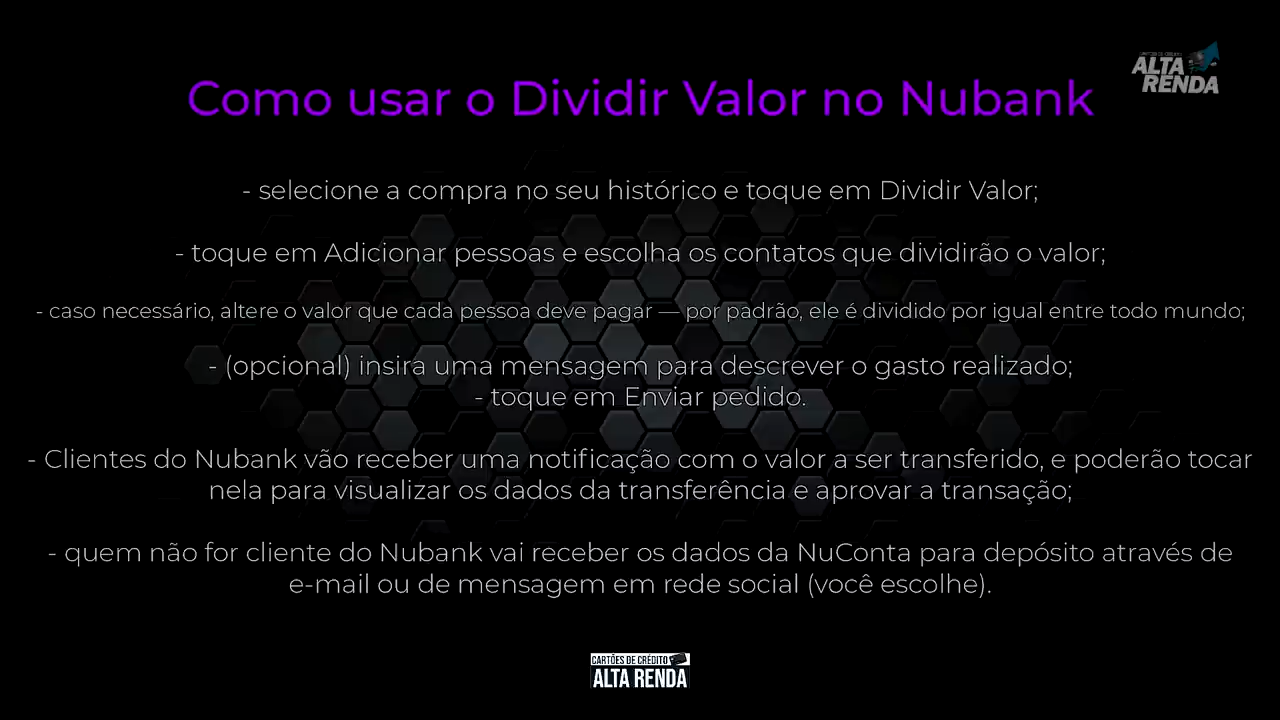 ALTA
RENDA
Como usar o Dividir Valor no Nubank
- selecione a compra no seu histórico e toque em Dividir Valor;
- toque em Adicionar pessoas e escolha os contatos que dividirão o valor;
- caso necessário, altere o valor que cada pessoa deve pagar — por padrão, ele é dividido por igual entre todo mundo;
- (opcional) insira uma mensagem para descrever o gasto realizado;
- toque em Enviar pedido.
- Clientes do Nubank vão receber uma notificação com o valor a ser transferido, e poderão tocar
nela para visualizar os dados da transferência e aprovar a transação;
- quem não for cliente do Nubank vai receber os dados da NuConta para depósito através de
e-mail ou de mensagem em rede social (você escolhe).
CARTÕES DE CRÉDITO
ALTA RENDA